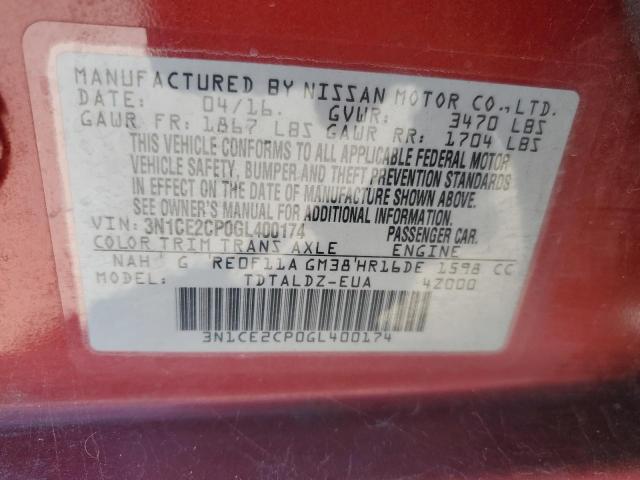 MANUFACTURED BY NISSAN MOTOR CO., LTD.
DATE: 04/16. GVWR: 3470 LBS
GAWR FR: 1867 LBS GAWR RR: 1704 LBS
THIS VEHICLE CONFORMS TO ALL APPLICABLE FEDERAL MOTOR
VEHICLE SAFETY, BUMPER AND THEFT PREVENTION STANDARDS
IN EFFECT ON THE DATE OF MANUFACTURE SHOWN ABOVE.
SEE OWNER'S MANUAL FOR ADDITIONAL INFORMATION.
VIN: 3N1CE2CP0GL400174 PASSENGER CAR.
COLOR TRIM TRANS AXLE ENGINE
NAH G RE0F11A GM38 HR16DE 1598 CC
MODEL: TDTALDZ-EUA 4Z000
3N1CE2CP0GL400174